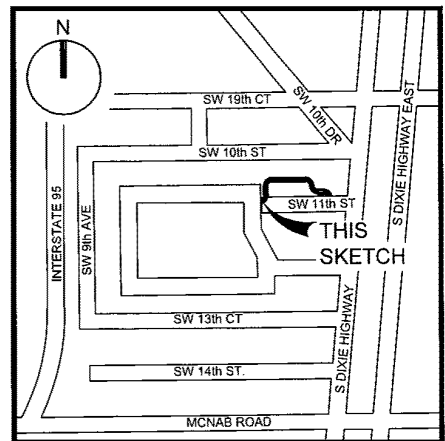 N
SW 19th CT
SW 10th DR
SW 10th ST
S DIXIE HIGHWAY EAST
INTERSTATE 95
SW 9th AVE
SW 11th ST
THIS
SKETCH
S DIXIE HIGHWAY
SW 13th CT
SW 14th ST.
MCNAB ROAD